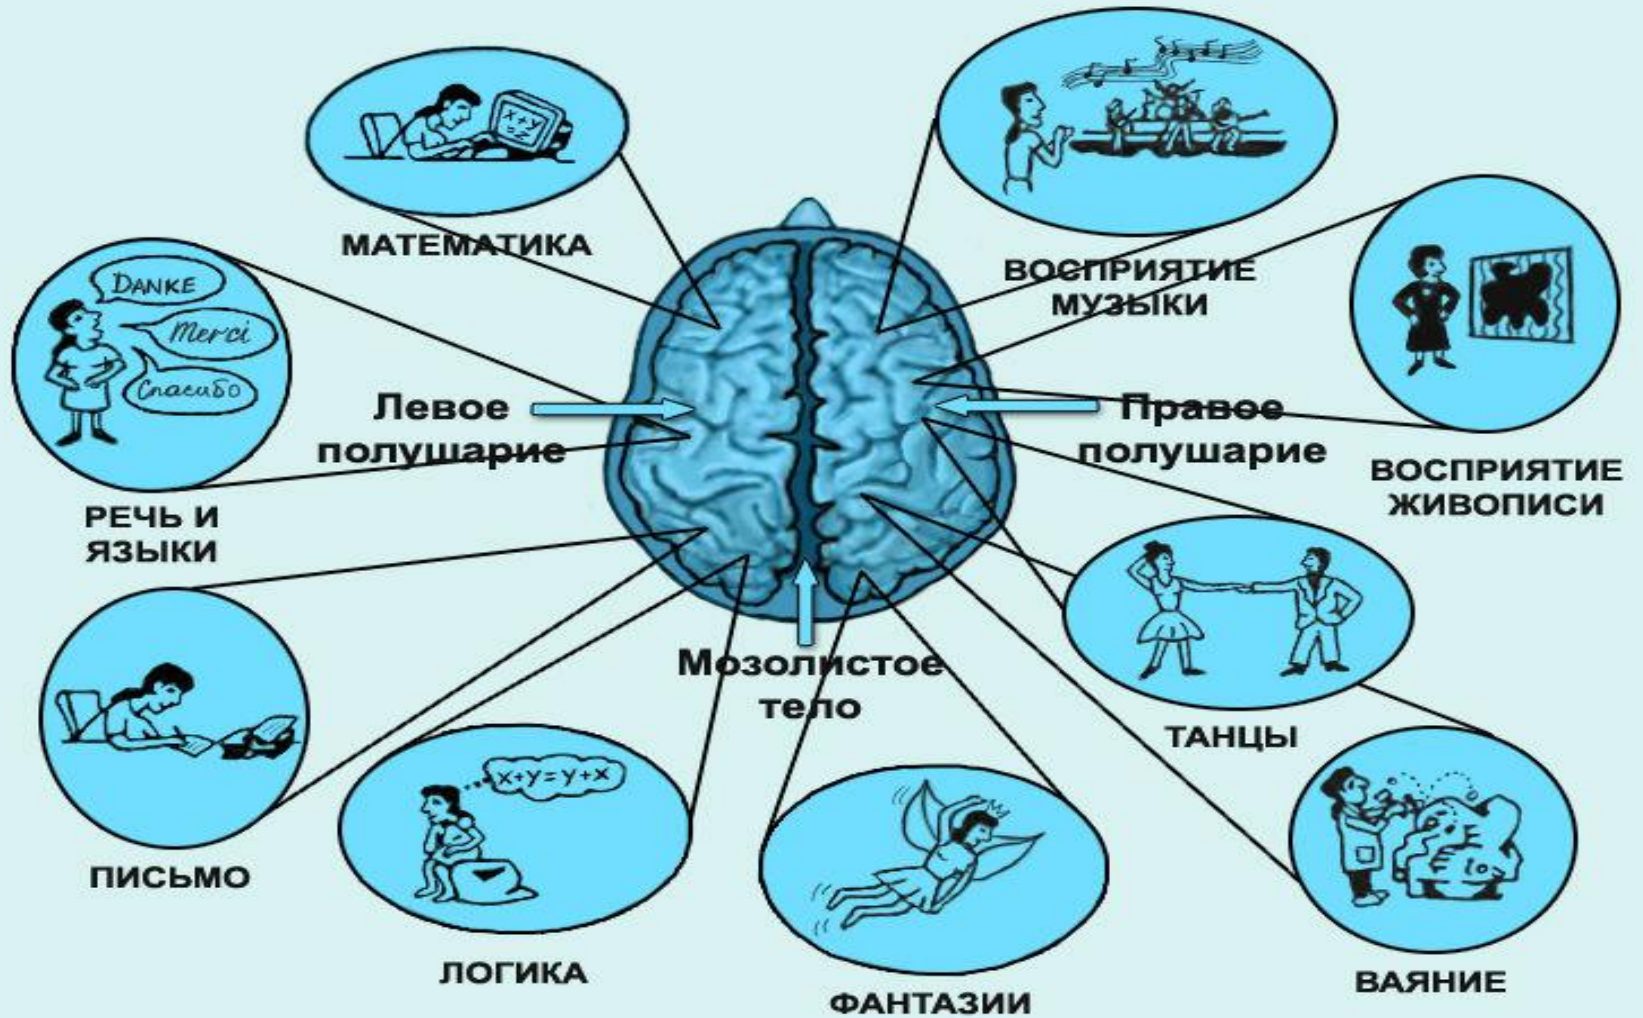 x+y
=z
МАТЕМАТИКА
ВОСПРИЯТИЕ
МУЗЫКИ
DANKE
Merci
Спасибо
РЕЧЬ И
ЯЗЫКИ
Левое
полушарие
Правое
полушарие
ВОСПРИЯТИЕ
ЖИВОПИСИ
Мозолистое
тело
ТАНЦЫ
ПИСЬМО
x+y=y+x
ЛОГИКА
ФАНТАЗИИ
ВАЯНИЕ